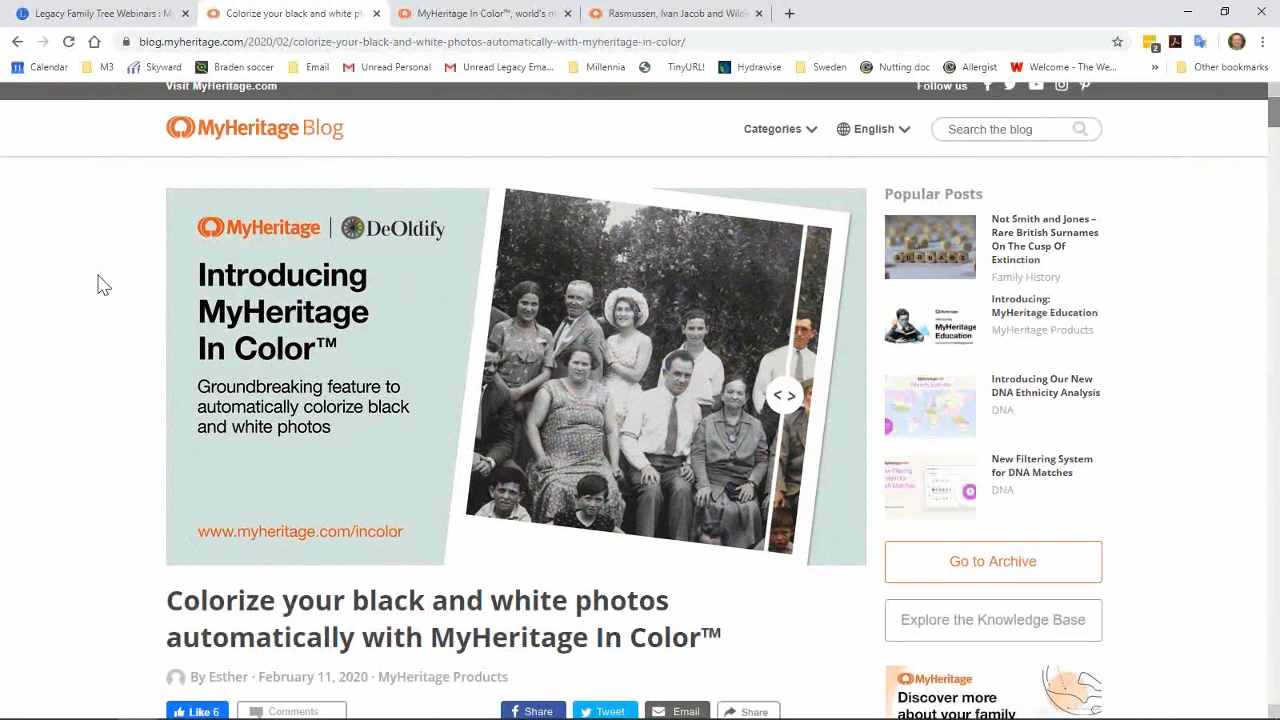 Legacy Family Tree Webinars | M
Colorize your black and white ph
MyHeritage In Color™, world's m
Rasmussen, Ivan Jacob and Wild
blog.myheritage.com/2020/02/colorize-your-black-and-white-photos-automatically-with-myheritage-in-color/
2
11 Calendar
M3
Skyward
Braden soccer
Email
Unread Personal
Unread Legacy Ema...
Millennia
TinyURL!
Hydrawise
Sweden
Nutting doc
Allergist
Welcome - The We...
»
Other bookmarks
Visit MyHeritage.com
Follow us
MyHeritage Blog
Categories
English
Search the blog
MyHeritage | DeOldify
Introducing
MyHeritage
In Color™
Groundbreaking feature to
automatically colorize black
and white photos
www.myheritage.com/incolor
< >
Colorize your black and white photos
automatically with MyHeritage In Color™
By Esther · February 11, 2020 · MyHeritage Products
Like 6
Comments
Share
Tweet
Email
Share
Popular Posts
SURNAME
Not Smith and Jones –
Rare British Surnames
On The Cusp Of
Extinction
Family History
MyHeritage
Education
Introducing:
MyHeritage Education
MyHeritage Products
Introducing Our New
DNA Ethnicity Analysis
DNA
New Filtering System
for DNA Matches
DNA
Go to Archive
Explore the Knowledge Base
MyHeritage
Discover more
about your family